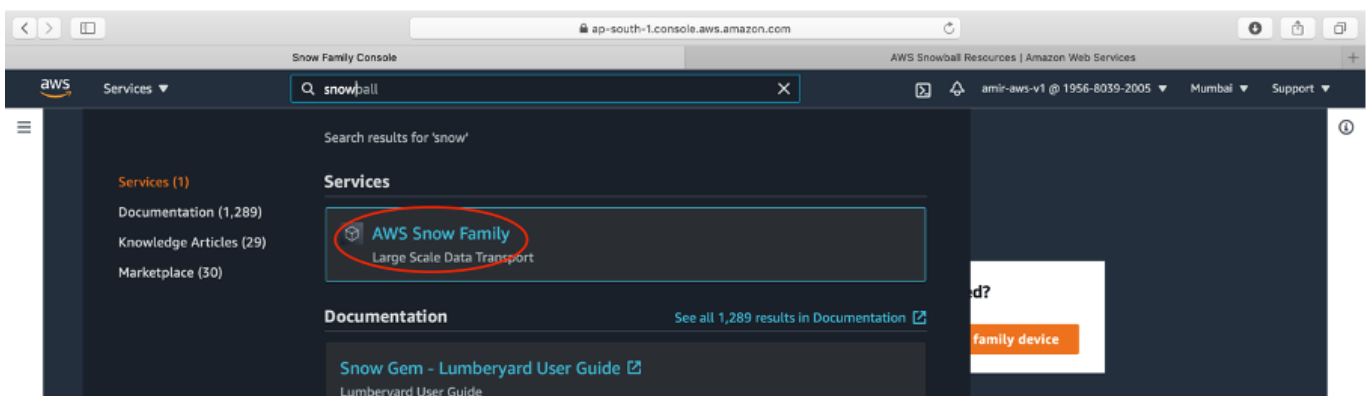 ap-south-1.console.aws.amazon.com
Snow Family Console
AWS Snowball Resources | Amazon Web Services
aws
Services ▼
snowball
amir-aws-v1 @ 1956-8039-2005 ▼
Mumbai ▼
Support ▼
Search results for 'snow'
Services (1)
Documentation (1,289)
Knowledge Articles (29)
Marketplace (30)
Services
AWS Snow Family
Large Scale Data Transport
Documentation
See all 1,289 results in Documentation
Snow Gem - Lumberyard User Guide
Lumberyard User Guide
ed?
family device